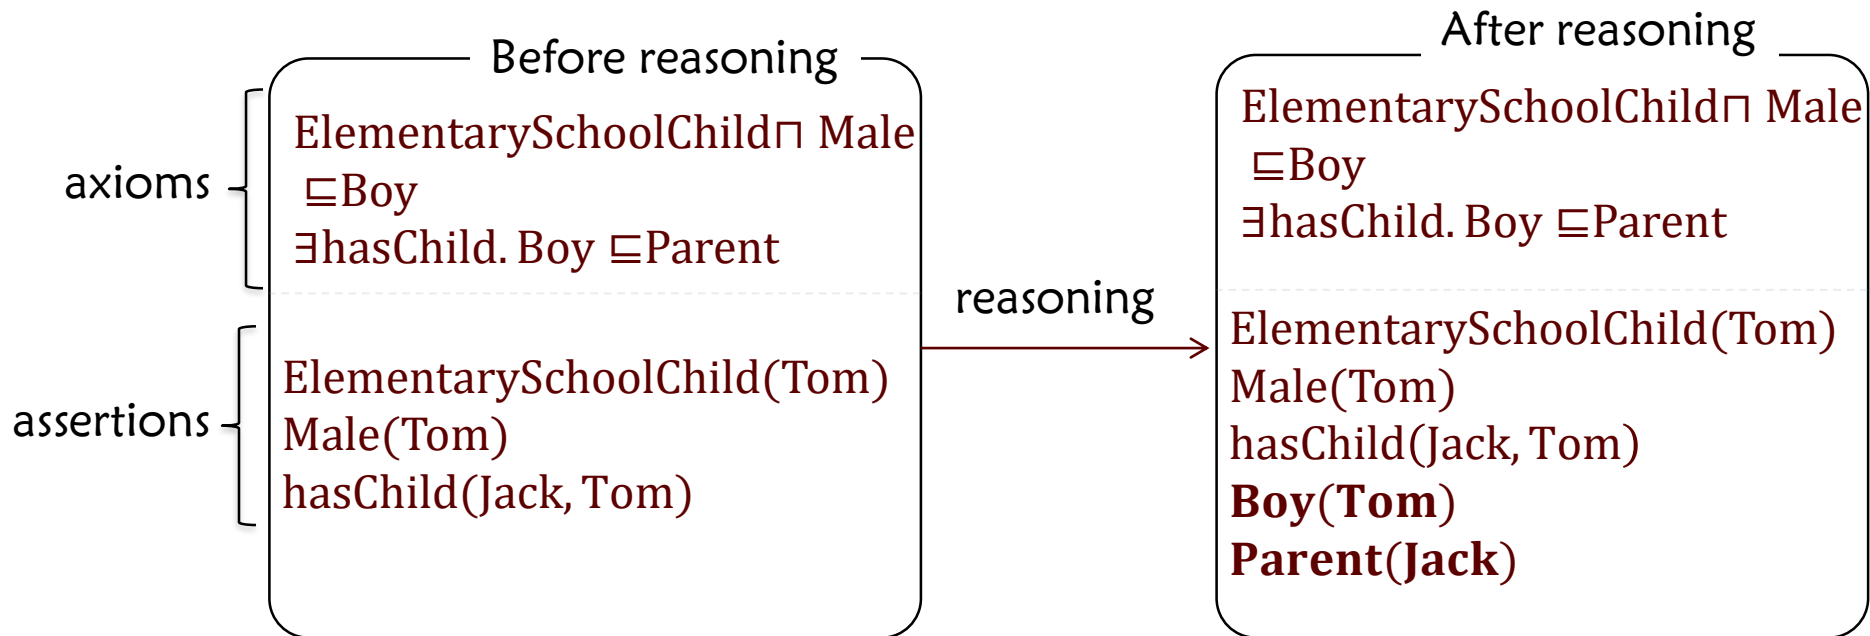 Before reasoning
axioms
ElementarySchoolChild⊓ Male
⊑Boy
∃hasChild. Boy ⊑Parent
assertions
ElementarySchoolChild(Tom)
Male(Tom)
hasChild(Jack, Tom)
reasoning
After reasoning
ElementarySchoolChild⊓ Male
⊑Boy
∃hasChild. Boy ⊑Parent
ElementarySchoolChild(Tom)
Male(Tom)
hasChild(Jack, Tom)
Boy(Tom)
Parent(Jack)